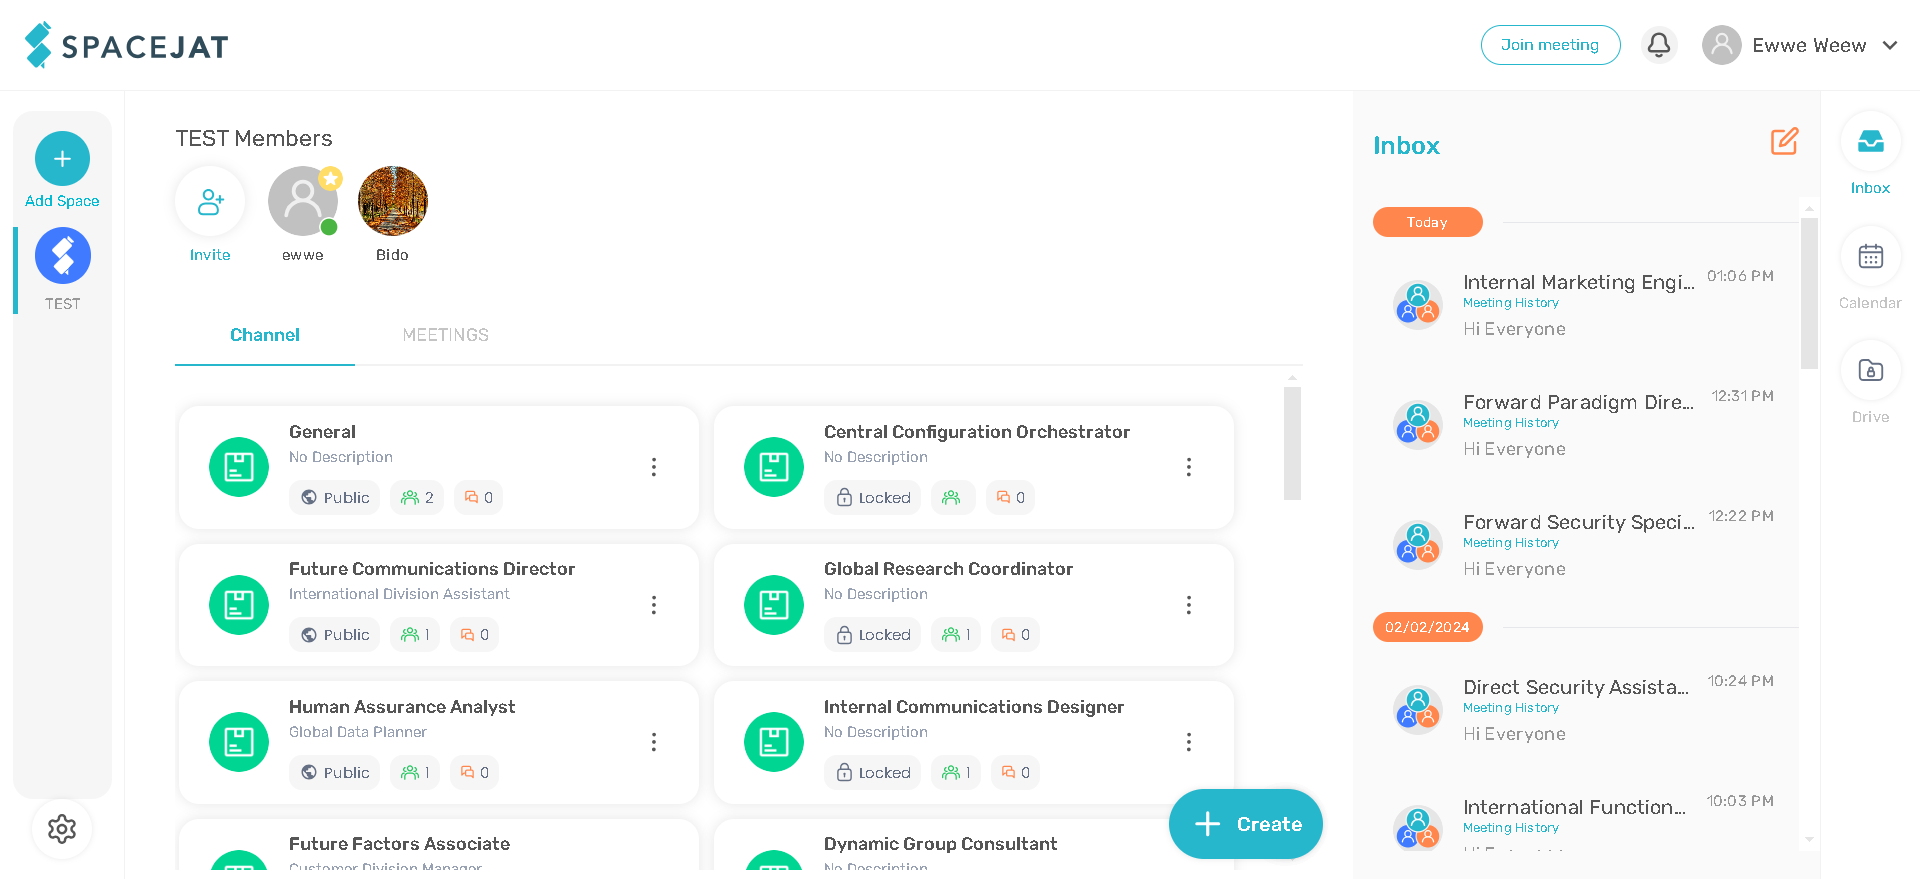 SPACEJAT
Join meeting
Ewwe Weew
Add Space
TEST
TEST Members
Invite
ewwe
Bido
Channel
MEETINGS
General
No Description
Public
2
0
Central Configuration Orchestrator
No Description
Locked
0
Future Communications Director
International Division Assistant
Public
1
0
Global Research Coordinator
No Description
Locked
1
0
Human Assurance Analyst
Global Data Planner
Public
1
0
Internal Communications Designer
No Description
Locked
1
0
Future Factors Associate
Customer Division Manager
Dynamic Group Consultant
No Description
Create
Inbox
Today
Internal Marketing Engi...
01:06 PM
Meeting History
Hi Everyone
Forward Paradigm Dire...
12:31 PM
Meeting History
Hi Everyone
Forward Security Speci...
12:22 PM
Meeting History
Hi Everyone
02/02/2024
Direct Security Assista...
10:24 PM
Meeting History
Hi Everyone
International Function...
10:03 PM
Meeting History
Inbox
Calendar
Drive